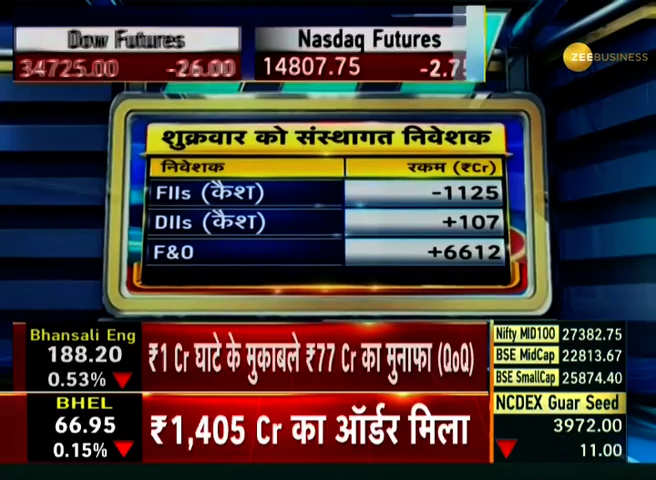 Dow Futures
34725.00 -26.00
Nasdaq Futures
14807.75 -2.75
ZEE BUSINESS
शुक्रवार को संस्थागत निवेशक
निवेशक रकम (₹Cr)
FIIs (कैश) -1125
DIIs (कैश) +107
F&O +6612
Bhansali Eng
188.20
0.53%
₹1 Cr घाटे के मुकाबले ₹77 Cr का मुनाफा (QoQ)
BHEL
66.95
0.15%
₹1,405 Cr का ऑर्डर मिला
Nifty MID100 27382.75
BSE MidCap 22813.67
BSE SmallCap 25874.40
NCDEX Guar Seed
3972.00
11.00